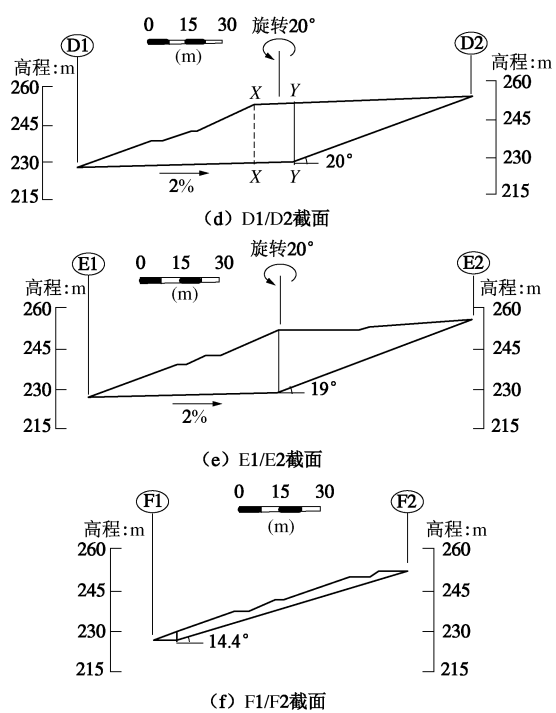 0 15 30 旋转20°
(m)
D1 D2
高程:m 高程:m
260 260
X Y
245 245
230 230
20°
X Y
215 2% 215
(d) D1/D2截面
旋转20°
0 15 30
(m)
E1 E2
高程:m 高程:m
260 260
245 245
230 230
19°
2%
215 215
(e) E1/E2截面
0 15 30
(m)
F1 F2
高程:m 高程:m
260 260
245 245
230 230
14.4°
215 215
(f) F1/F2截面